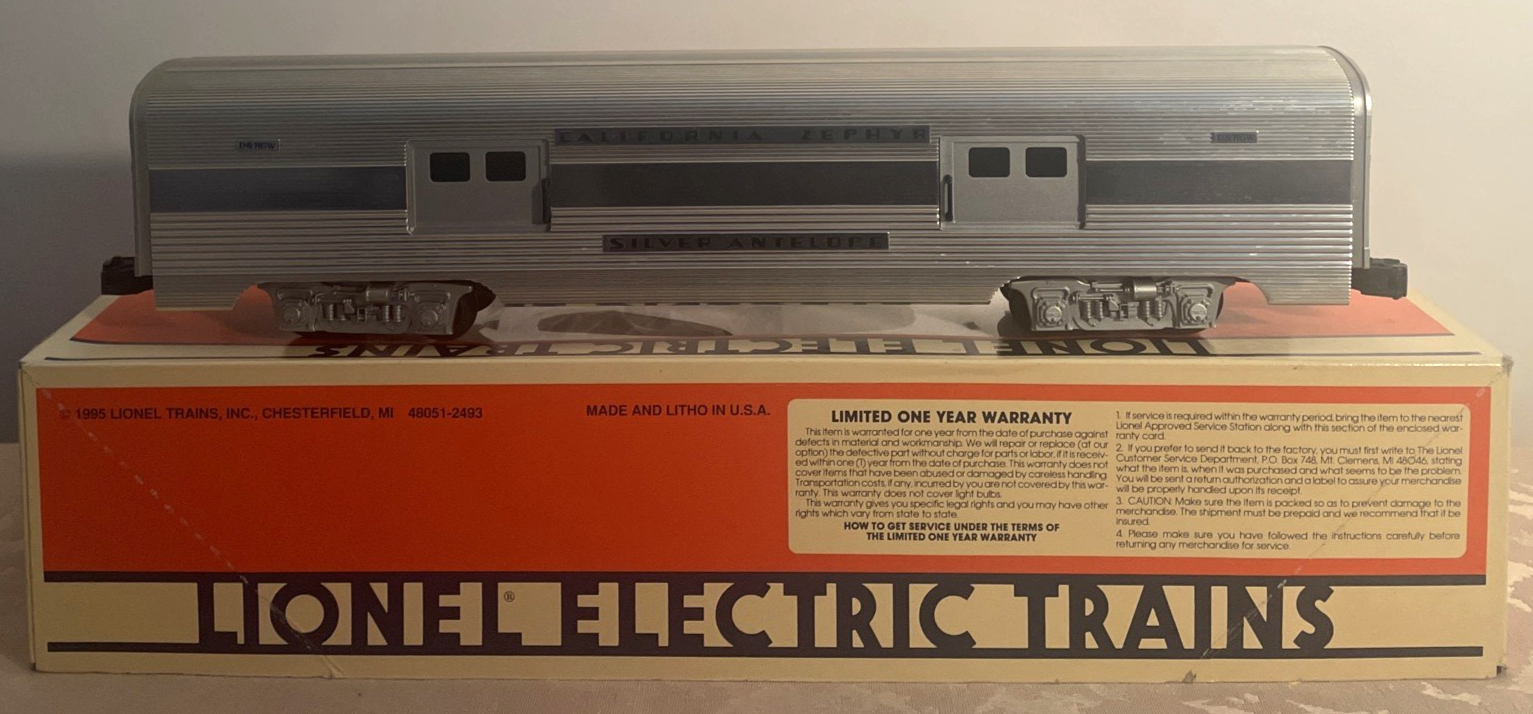 CALIFORNIA ZEPHYR
SILVER ANTELOPE
LIONEL ELECTRIC TRAINS
© 1995 LIONEL TRAINS, INC., CHESTERFIELD, MI 48051-2493
MADE AND LITHO IN U.S.A.
LIMITED ONE YEAR WARRANTY
This item is warranted for one year from the date of purchase against
defects in material and workmanship. We will repair or replace (at our
option) the defective part without charge for parts or labor, if it is receiv-
ed within one (1) year from the date of purchase. This warranty does not
cover items that have been abused or damaged by careless handling.
Transportation costs, if any, incurred by you are not covered by this war-
ranty. This warranty does not cover light bulbs.
This warranty gives you specific legal rights and you may have other
rights which vary from state to state.
HOW TO GET SERVICE UNDER THE TERMS OF
THE LIMITED ONE YEAR WARRANTY
1. If service is required within the warranty period, bring the item to the nearest
Lionel Approved Service Station along with this section of the enclosed war-
ranty card.
2. If you prefer to send it back to the factory, you must first write to The Lionel
Customer Service Department, P.O. Box 748, Mt. Clemens, MI 48046, stating
what the item is, when it was purchased and what seems to be the problem.
You will be sent a return authorization and a label to assure your merchandise
will be properly handled upon its receipt.
3. CAUTION: Make sure the item is packed so as to prevent damage to the
merchandise. The shipment must be prepaid and we recommend that it be
insured.
4. Please make sure you have followed the instructions carefully before
returning any merchandise for service.
LIONEL® ELECTRIC TRAINS